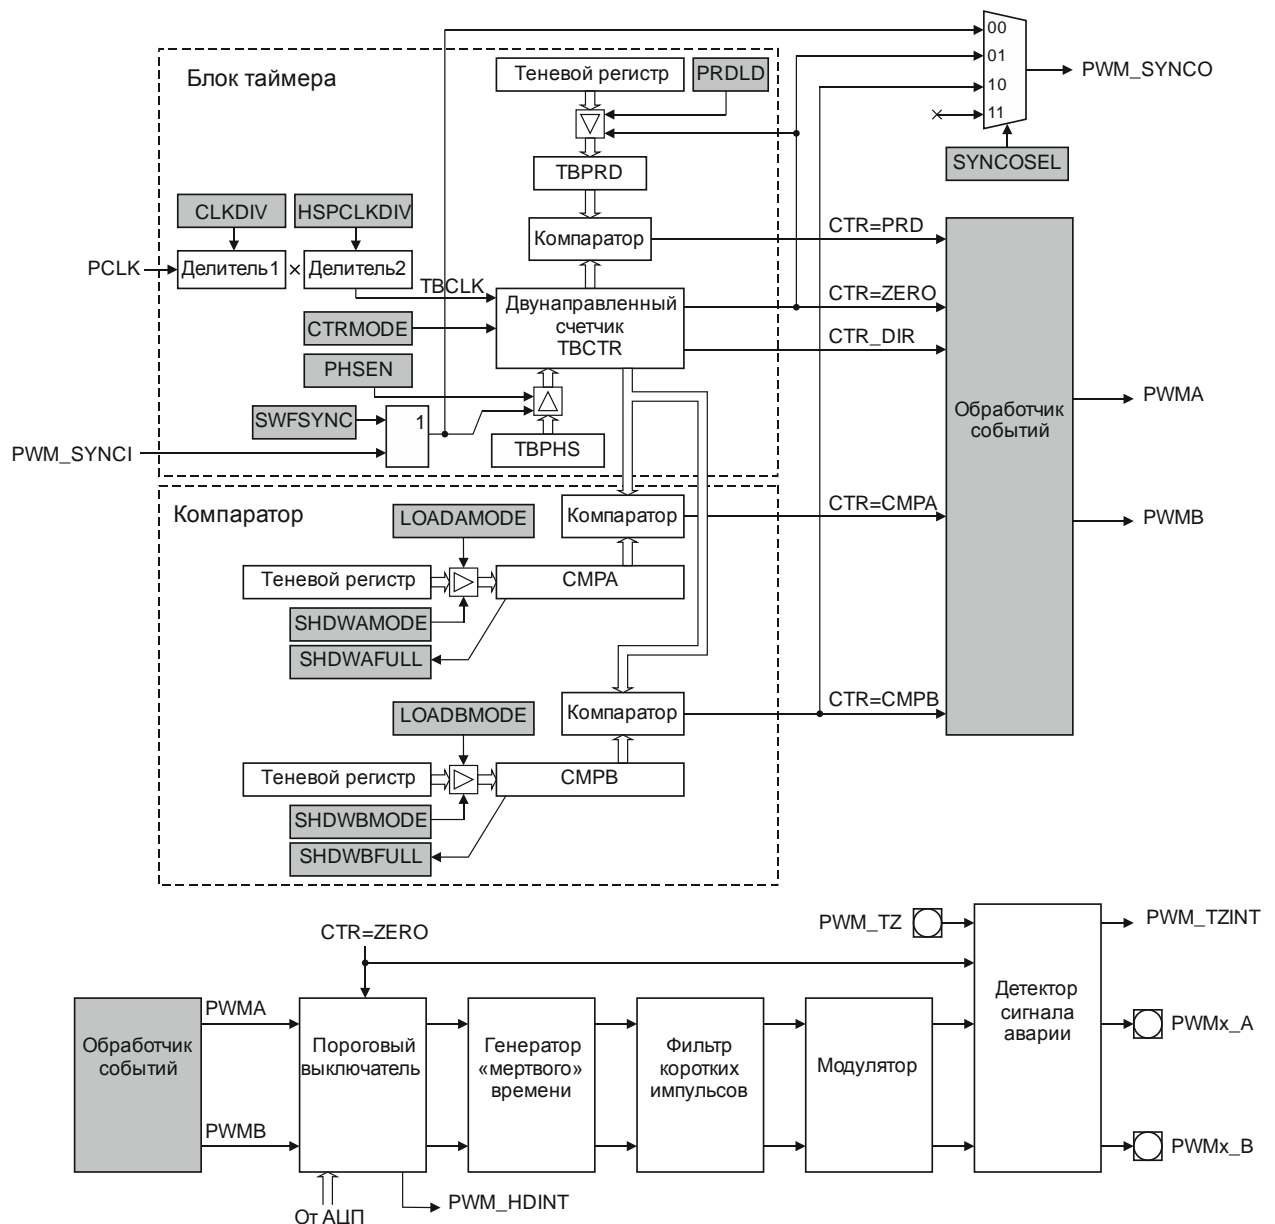 00
01
10
11
PWM_SYNCO
SYNCOSEL
Блок таймера
Теневой регистр
PRDLD
TBPRD
CLKDIV
HSPCLKDIV
Компаратор
CTR=PRD
PCLK
Делитель1
×
Делитель2
TBCLK
Двунаправленный
счетчик
TBCTR
CTR=ZERO
CTRMODE
CTR_DIR
PHSEN
SWFSYNC
1
PWM_SYNCI
TBPHS
Обработчик
событий
PWMA
PWMB
Компаратор
LOADAMODE
Компаратор
CTR=CMPA
Теневой регистр
CMPA
SHDWAMODE
SHDWAFULL
LOADBMODE
Компаратор
CTR=CMPB
Теневой регистр
CMPB
SHDWBMODE
SHDWBFULL
PWM_TZ
PWM_TZINT
CTR=ZERO
Обработчик
событий
PWMA
PWMB
Пороговый
выключатель
Генератор
«мертвого»
времени
Фильтр
коротких
импульсов
Модулятор
Детектор
сигнала
аварии
PWMx_A
PWMx_B
От АЦП
PWM_HDINT